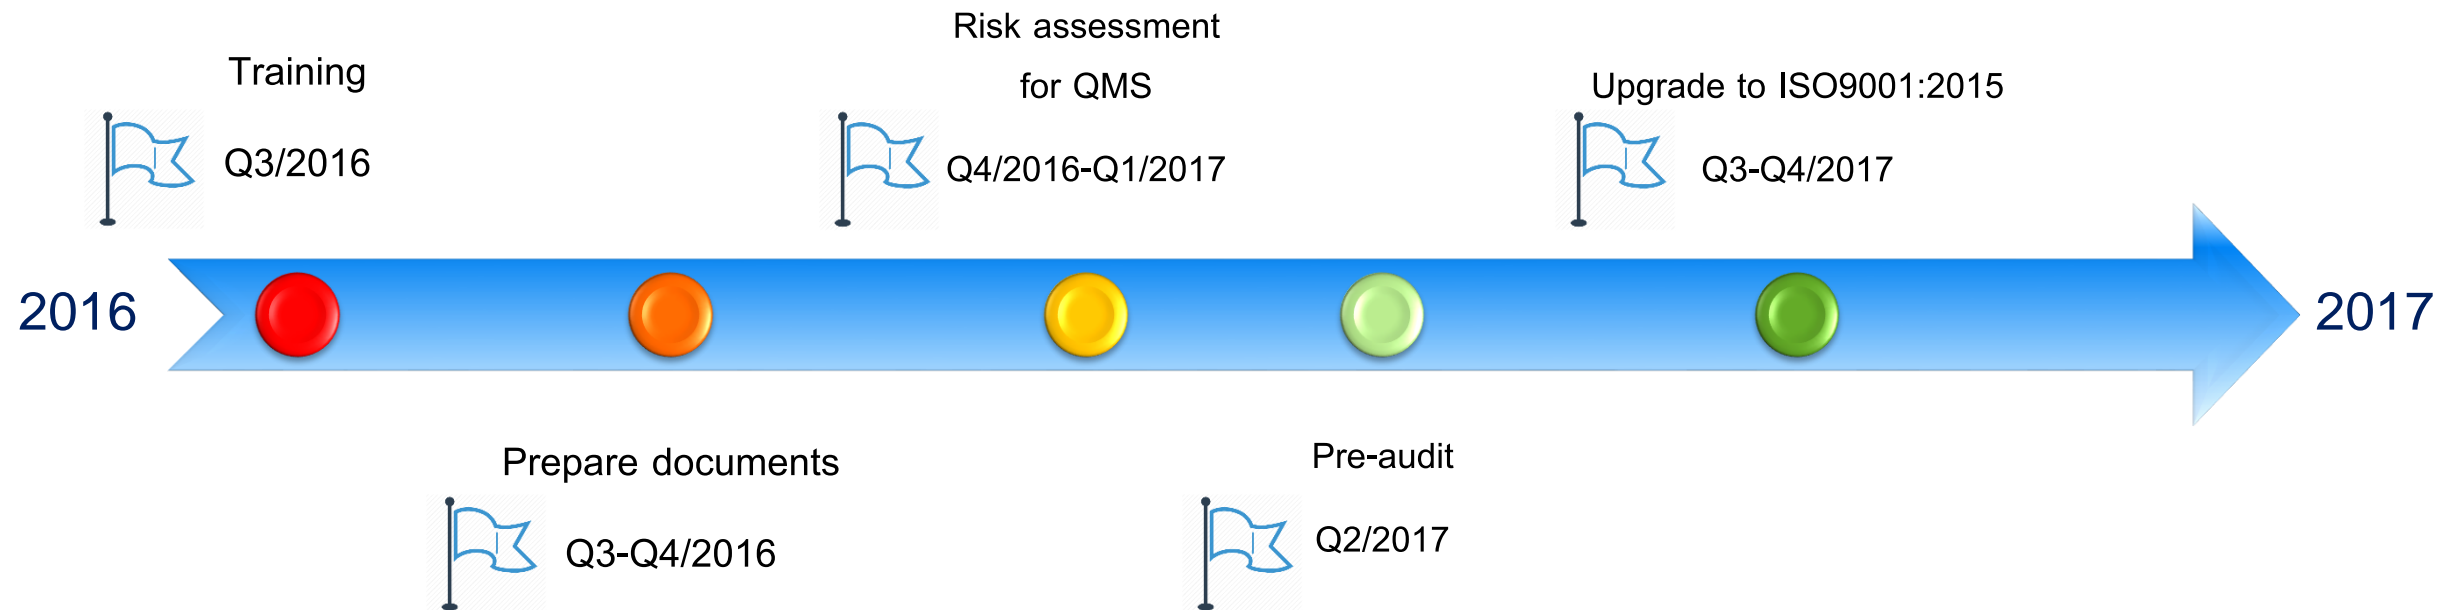 Training
Q3/2016
Risk assessment
for QMS
Q4/2016-Q1/2017
Upgrade to ISO9001:2015
Q3-Q4/2017
2016
2017
Prepare documents
Q3-Q4/2016
Pre-audit
Q2/2017